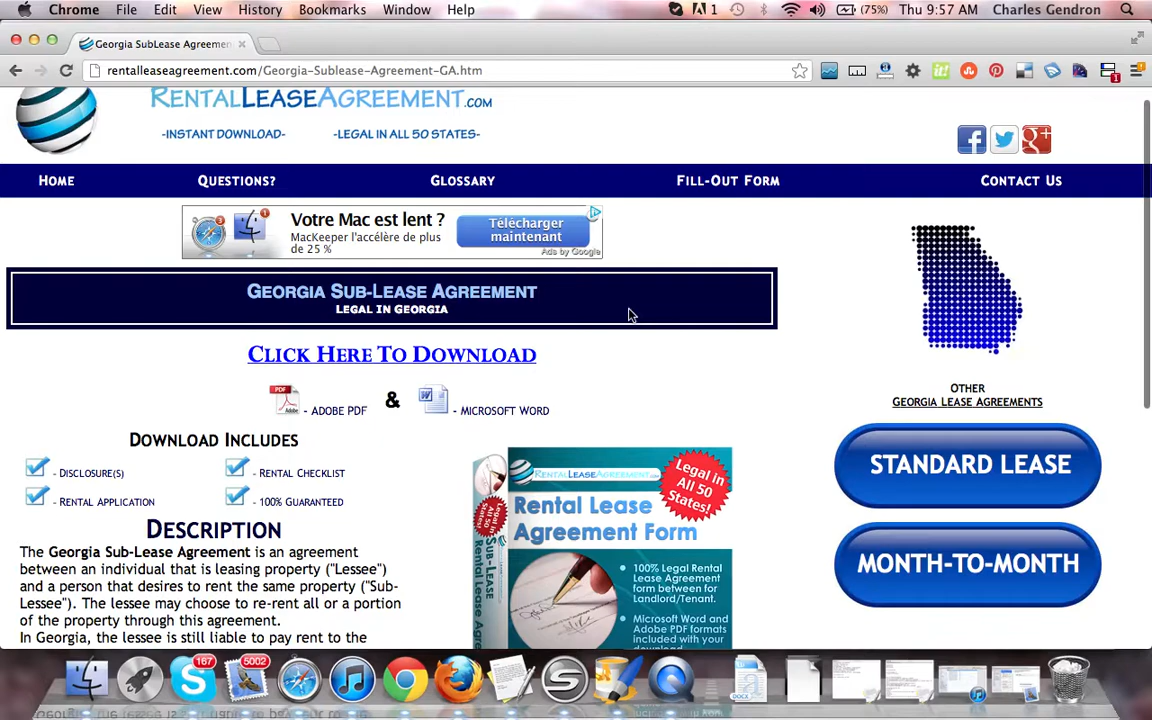 Chrome File Edit View History Bookmarks Window Help 1 (75%) Thu 9:57 AM Charles Gendron
Georgia SubLease Agreemen
rentalleaseagreement.com/Georgia-Sublease-Agreement-GA.htm
1
RENTALLEASEAGREEMENT.COM
-INSTANT DOWNLOAD- -LEGAL IN ALL 50 STATES-
HOME QUESTIONS? GLOSSARY FILL-OUT FORM CONTACT US
Votre Mac est lent ?
MacKeeper l'accélère de plus
de 25 %
Télécharger
maintenant
Ads by Google
GEORGIA SUB-LEASE AGREEMENT
LEGAL IN GEORGIA
CLICK HERE TO DOWNLOAD
PDF Adobe - ADOBE PDF & W - MICROSOFT WORD
DOWNLOAD INCLUDES
- DISCLOSURE(S) - RENTAL CHECKLIST
- RENTAL APPLICATION - 100% GUARANTEED
DESCRIPTION
The Georgia Sub-Lease Agreement is an agreement
between an individual that is leasing property ("Lessee")
and a person that desires to rent the same property ("Sub-
Lessee"). The lessee may choose to re-rent all or a portion
of the property through this agreement.
In Georgia, the lessee is still liable to pay rent to the
RENTALLEASEAGREEMENT.COM
Legal In
All 50
States!
Rental Lease
Agreement Form
100% Legal Rental
Lease Agreement
form between for
Landlord/Tenant.
Microsoft Word and
Adobe PDF formats
included with your
download
OTHER
GEORGIA LEASE AGREEMENTS
STANDARD LEASE
MONTH-TO-MONTH
167 5002
DOCX